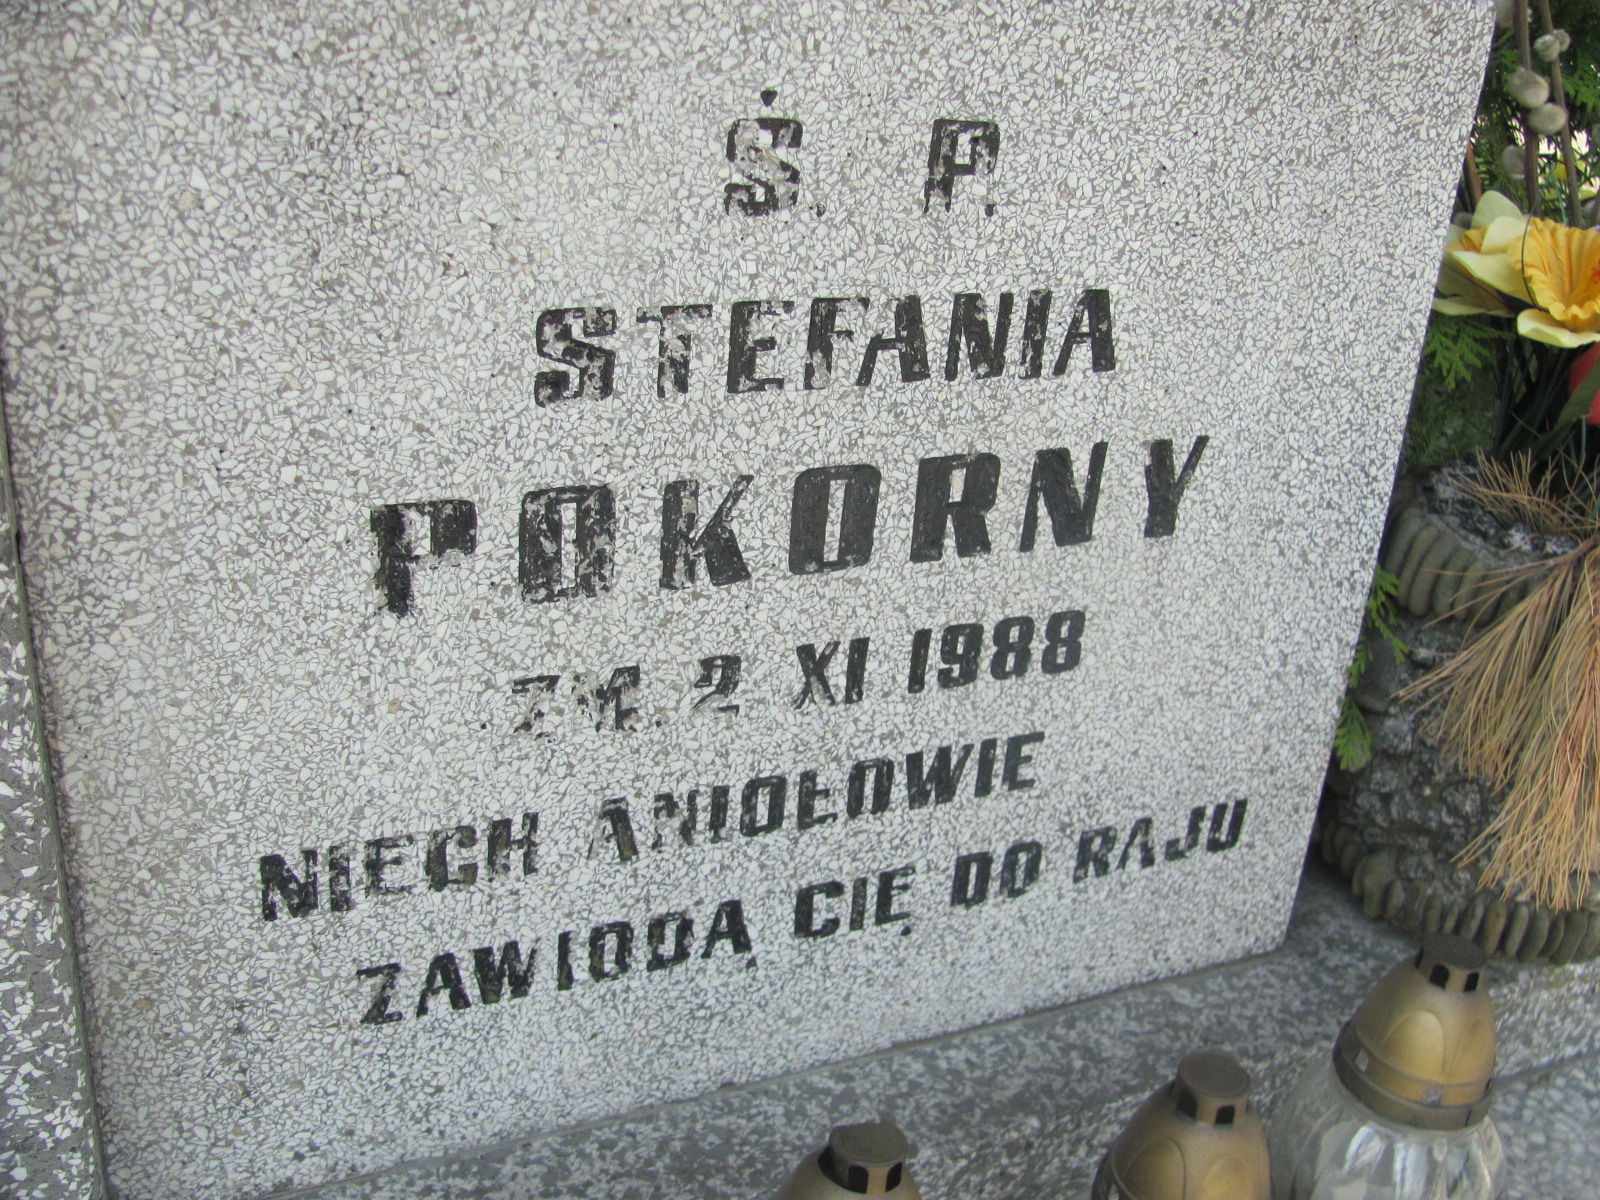 Ś. P.
STEFANIA
POKORNY
ZM. 2 XI 1988
NIECH ANIOŁOWIE
ZAWIODĄ CIĘ DO RAJU